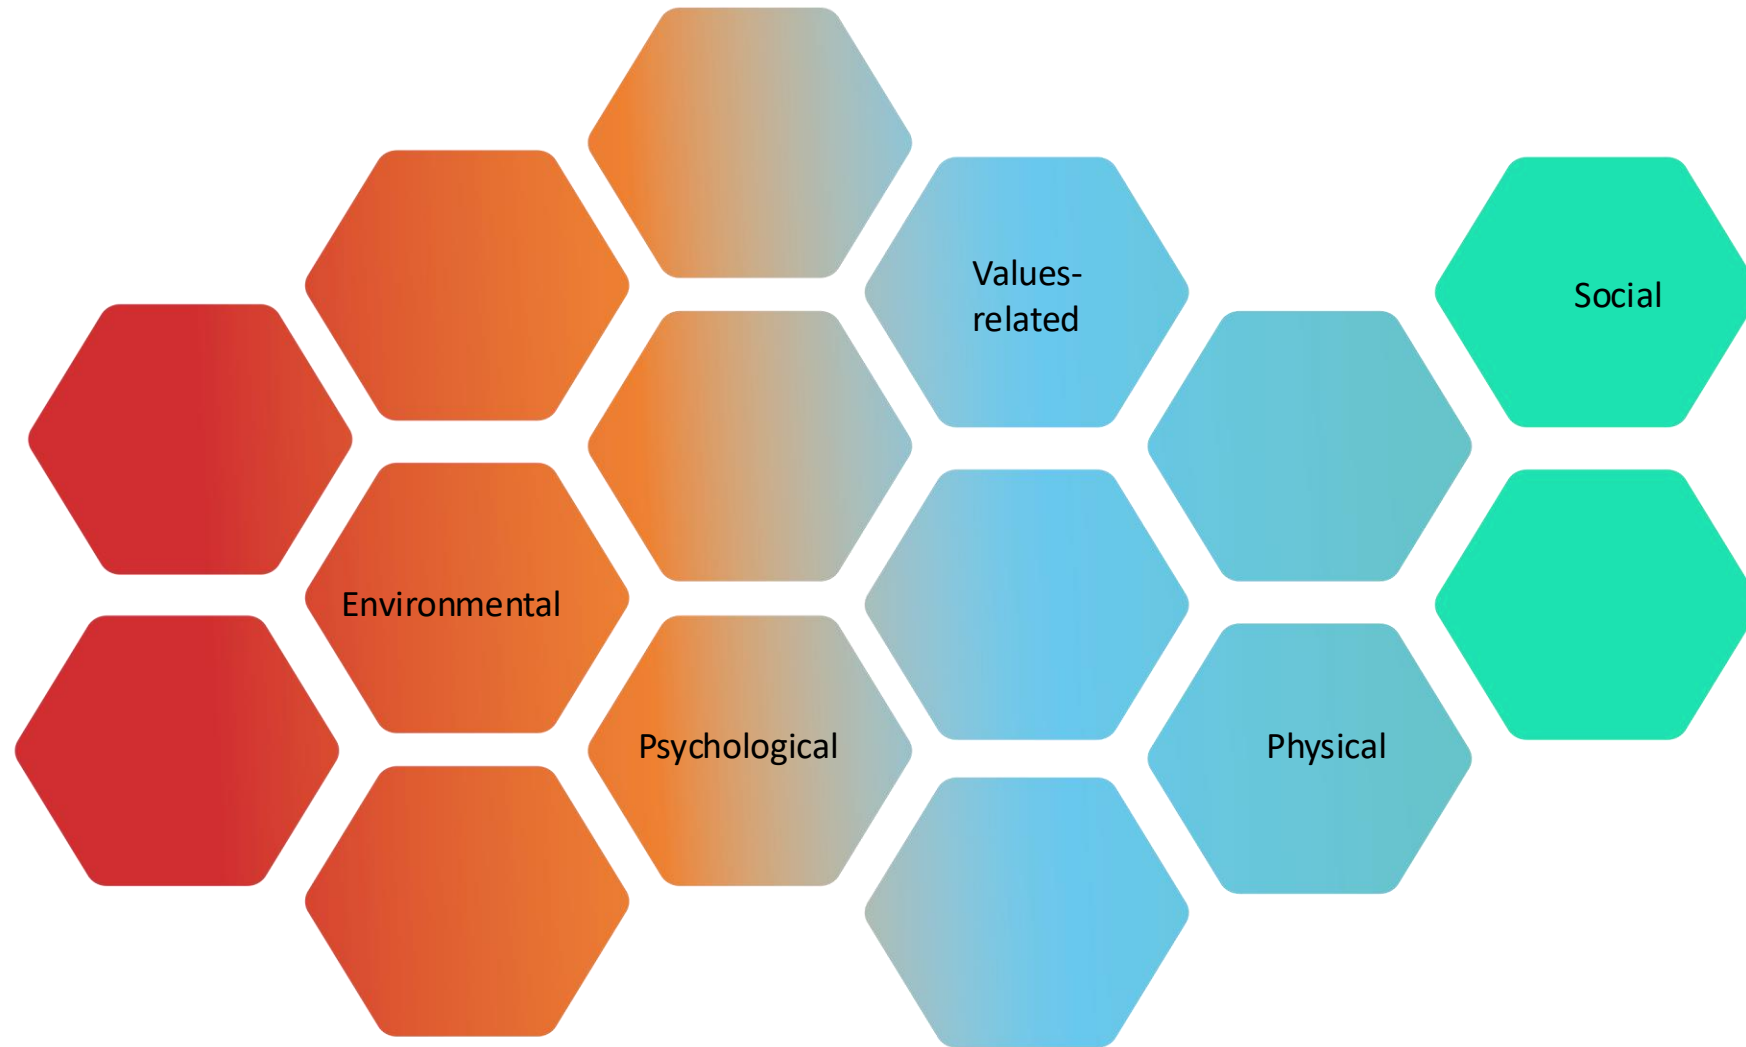 Values-
related
Social
Environmental
Psychological
Physical